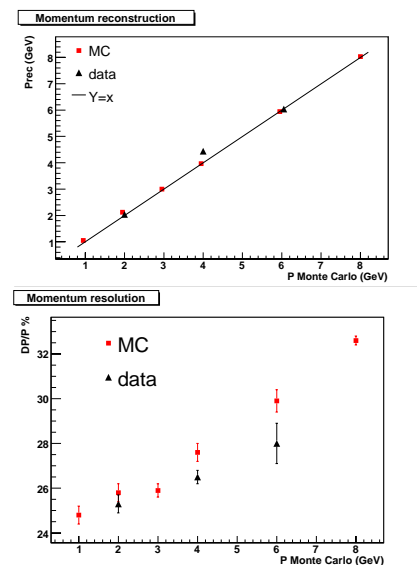 Momentum reconstruction
Prec (GeV)
MC
data
Y=x
8
7
6
5
4
3
2
1
1 2 3 4 5 6 7 8
P Monte Carlo (GeV)
Momentum resolution
DP/P %
MC
data
32
30
28
26
24
1 2 3 4 5 6 7 8
P Monte Carlo (GeV)